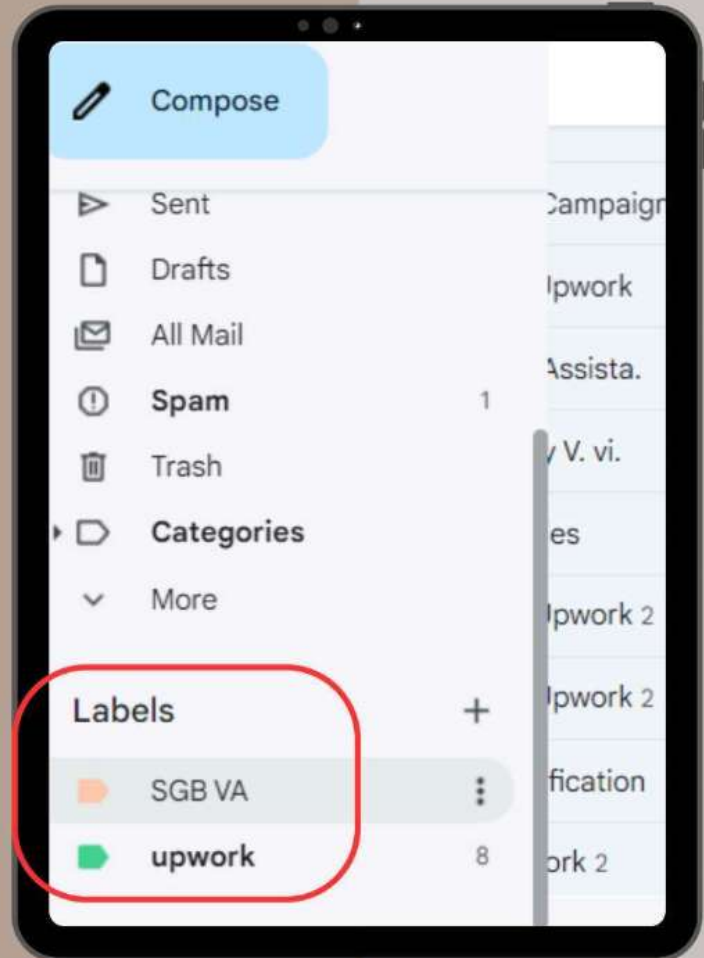 Compose
Sent
Campaign
Drafts
Upwork
All Mail
Assista.
Spam 1
y V. vi.
Trash
Categories
es
More
Upwork 2
Labels +
Upwork 2
SGB VA
fication
upwork 8
ork 2